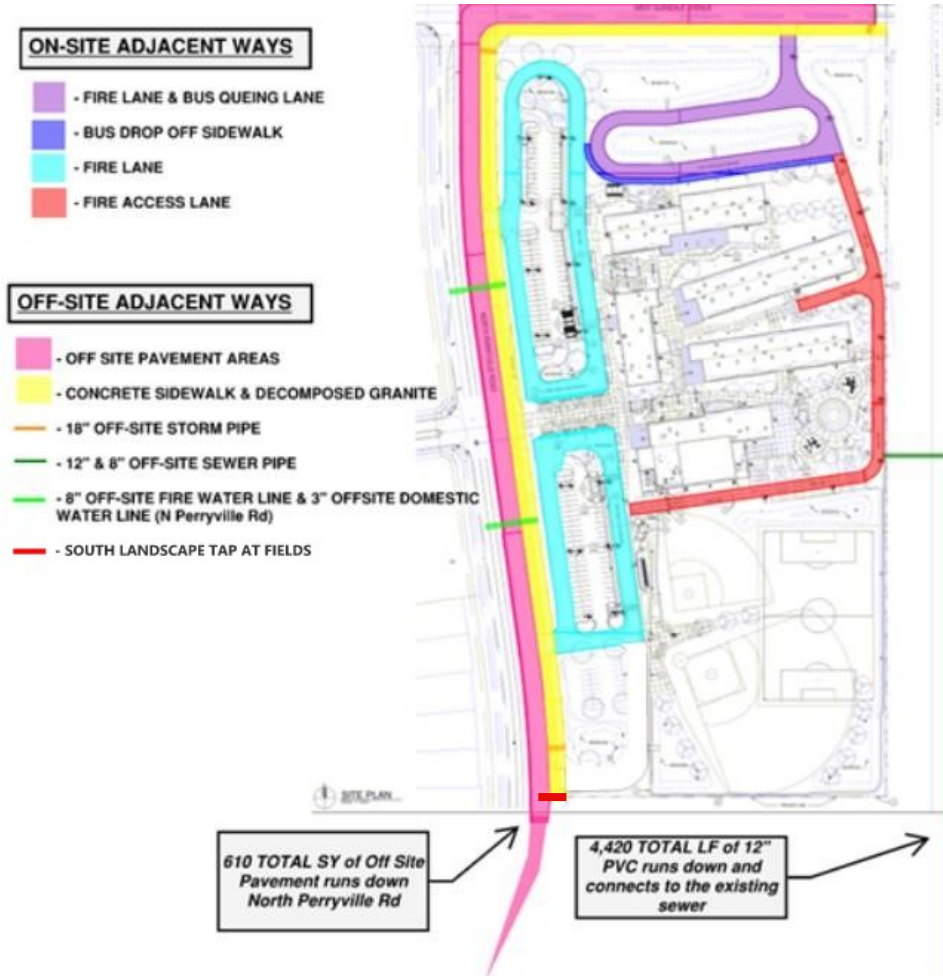 ON-SITE ADJACENT WAYS
- FIRE LANE & BUS QUEING LANE
- BUS DROP OFF SIDEWALK
- FIRE LANE
- FIRE ACCESS LANE
OFF-SITE ADJACENT WAYS
- OFF SITE PAVEMENT AREAS
- CONCRETE SIDEWALK & DECOMPOSED GRANITE
- 18" OFF-SITE STORM PIPE
- 12" & 8" OFF-SITE SEWER PIPE
- 8" OFF-SITE FIRE WATER LINE & 3" OFFSITE DOMESTIC
WATER LINE (N Perryville Rd)
- SOUTH LANDSCAPE TAP AT FIELDS
SITE PLAN
610 TOTAL SY of Off Site
Pavement runs down
North Perryville Rd
4,420 TOTAL LF of 12"
PVC runs down and
connects to the existing
sewer